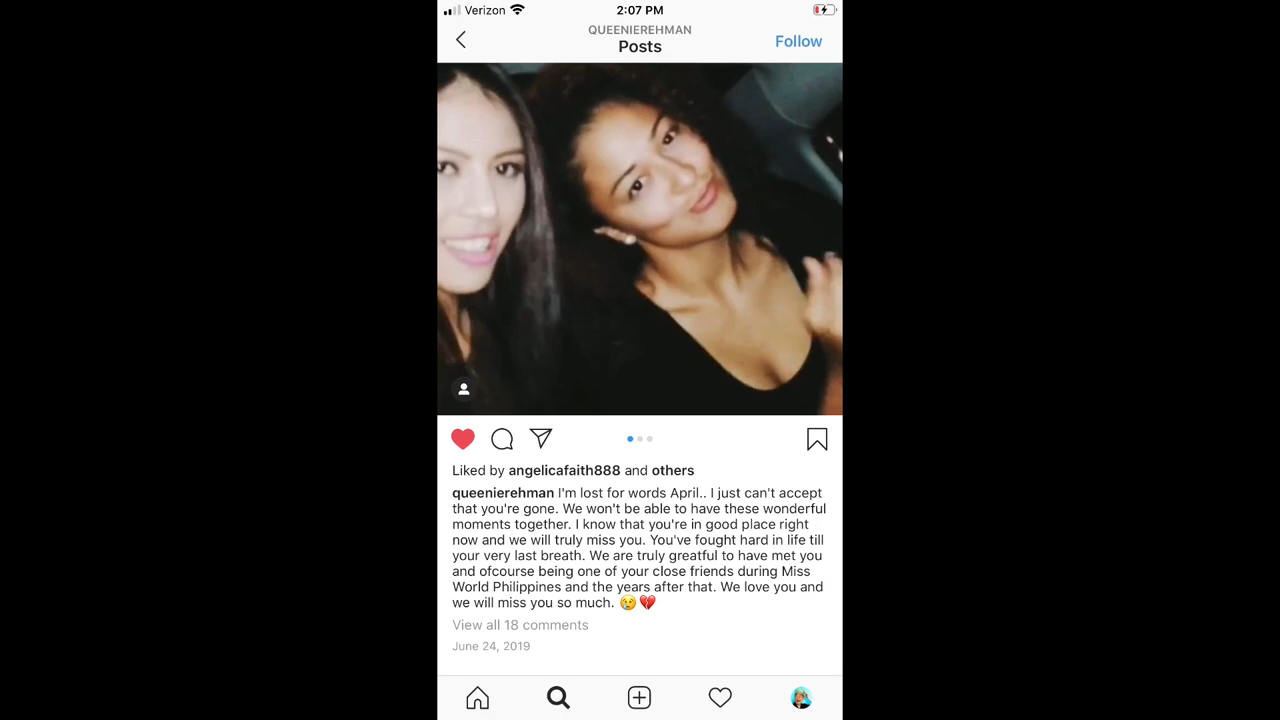 Verizon 2:07 PM
QUEENIEREHMAN
Posts
Follow
Liked by angelicafaith888 and others
queenierehman I'm lost for words April.. I just can't accept
that you're gone. We won't be able to have these wonderful
moments together. I know that you're in good place right
now and we will truly miss you. You've fought hard in life till
your very last breath. We are truly greatful to have met you
and ofcourse being one of your close friends during Miss
World Philippines and the years after that. We love you and
we will miss you so much. 😢💔
View all 18 comments
June 24, 2019